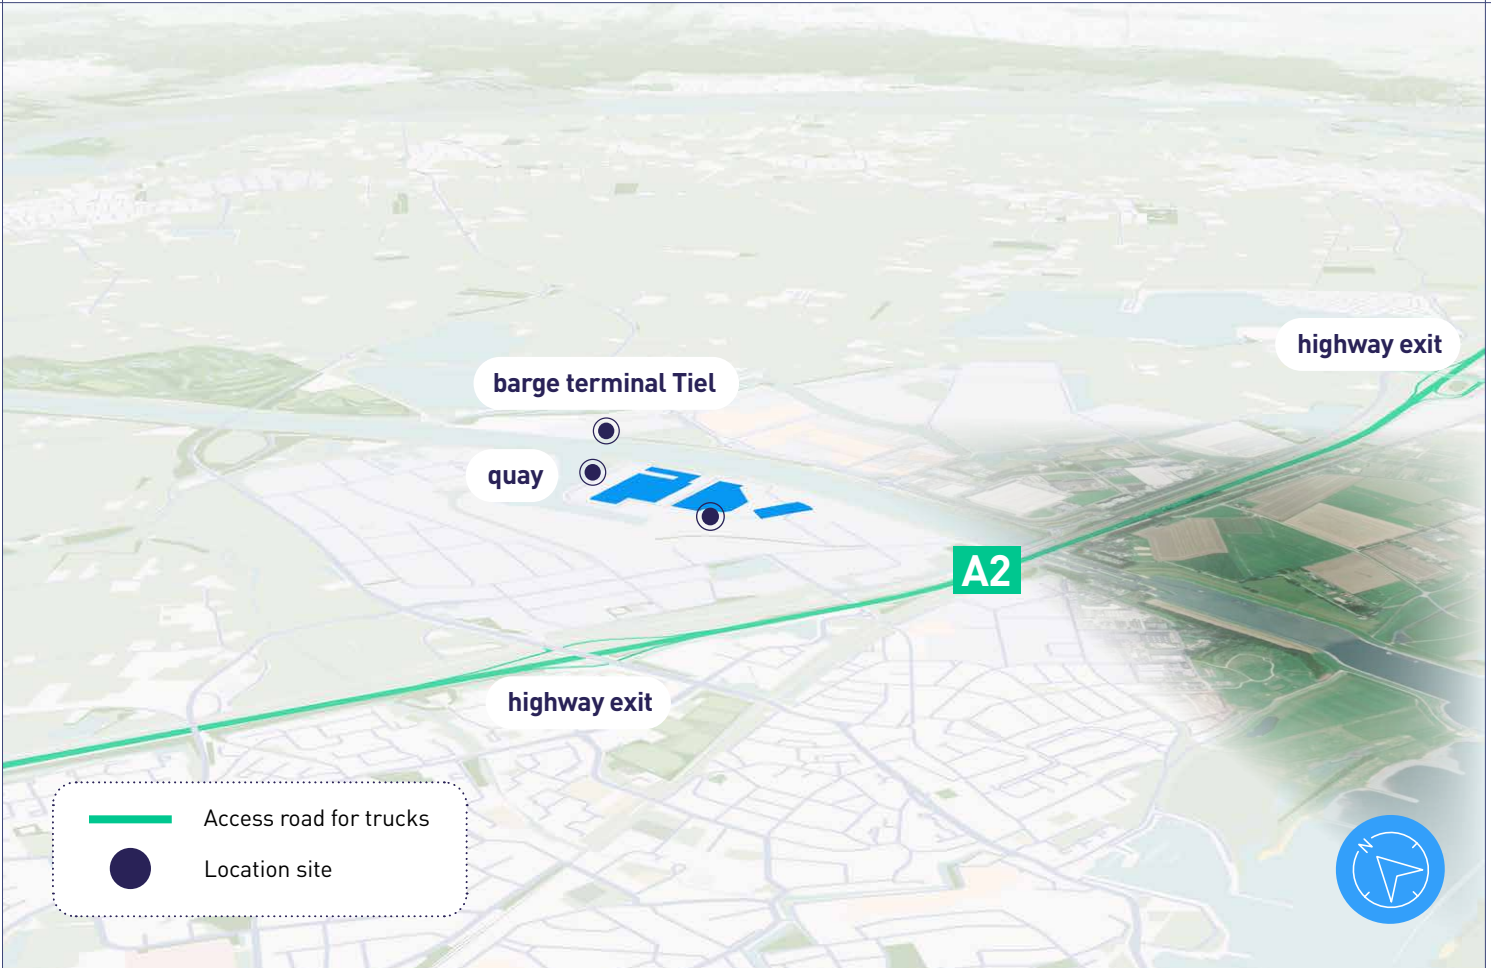 highway exit
barge terminal Tiel
quay
A2
highway exit
Access road for trucks
Location site
N